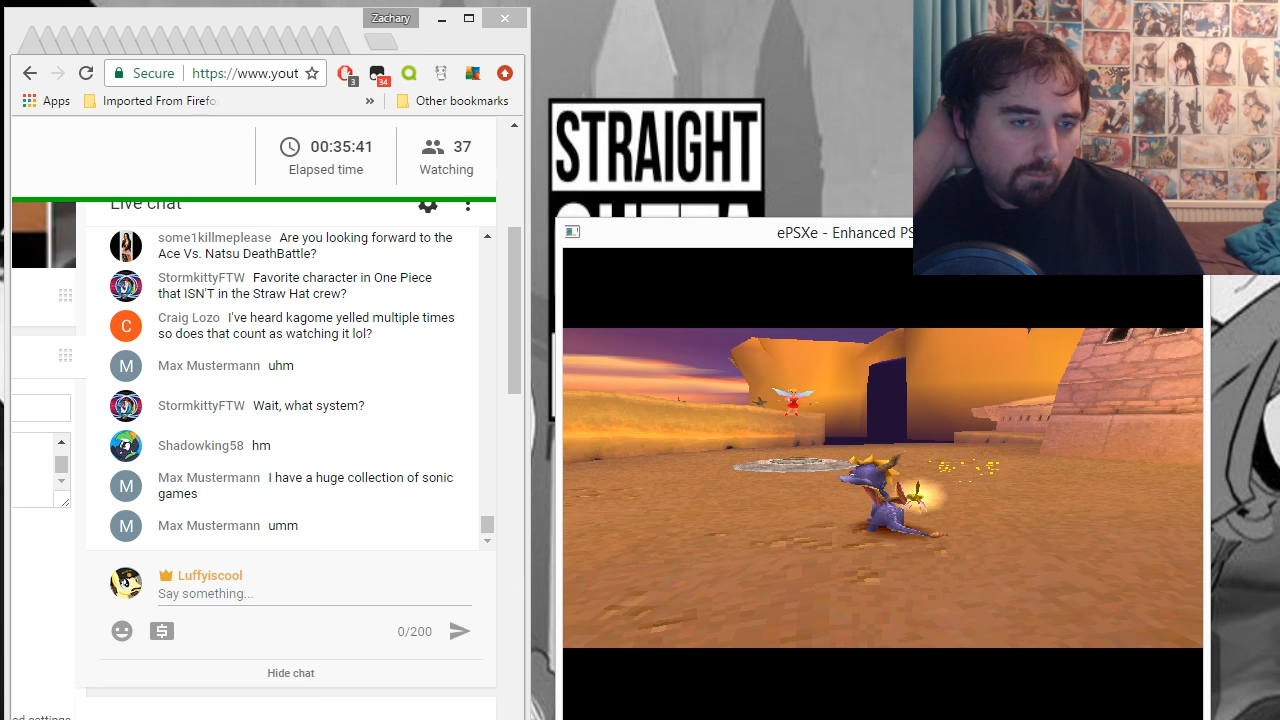 Zachary
Secure https://www.yout
3
34
Apps
Imported From Firefo
»
Other bookmarks
00:35:41
Elapsed time
37
Watching
Live chat
some1killmeplease Are you looking forward to the
Ace Vs. Natsu DeathBattle?
StormkittyFTW Favorite character in One Piece
that ISN'T in the Straw Hat crew?
C
Craig Lozo I've heard kagome yelled multiple times
so does that count as watching it lol?
M
Max Mustermann uhm
StormkittyFTW Wait, what system?
Shadowking58 hm
M
Max Mustermann I have a huge collection of sonic
games
M
Max Mustermann umm
Luffyiscool
Say something...
0/200
Hide chat
ed settings
STRAIGHT
ePSXe - Enhanced PS